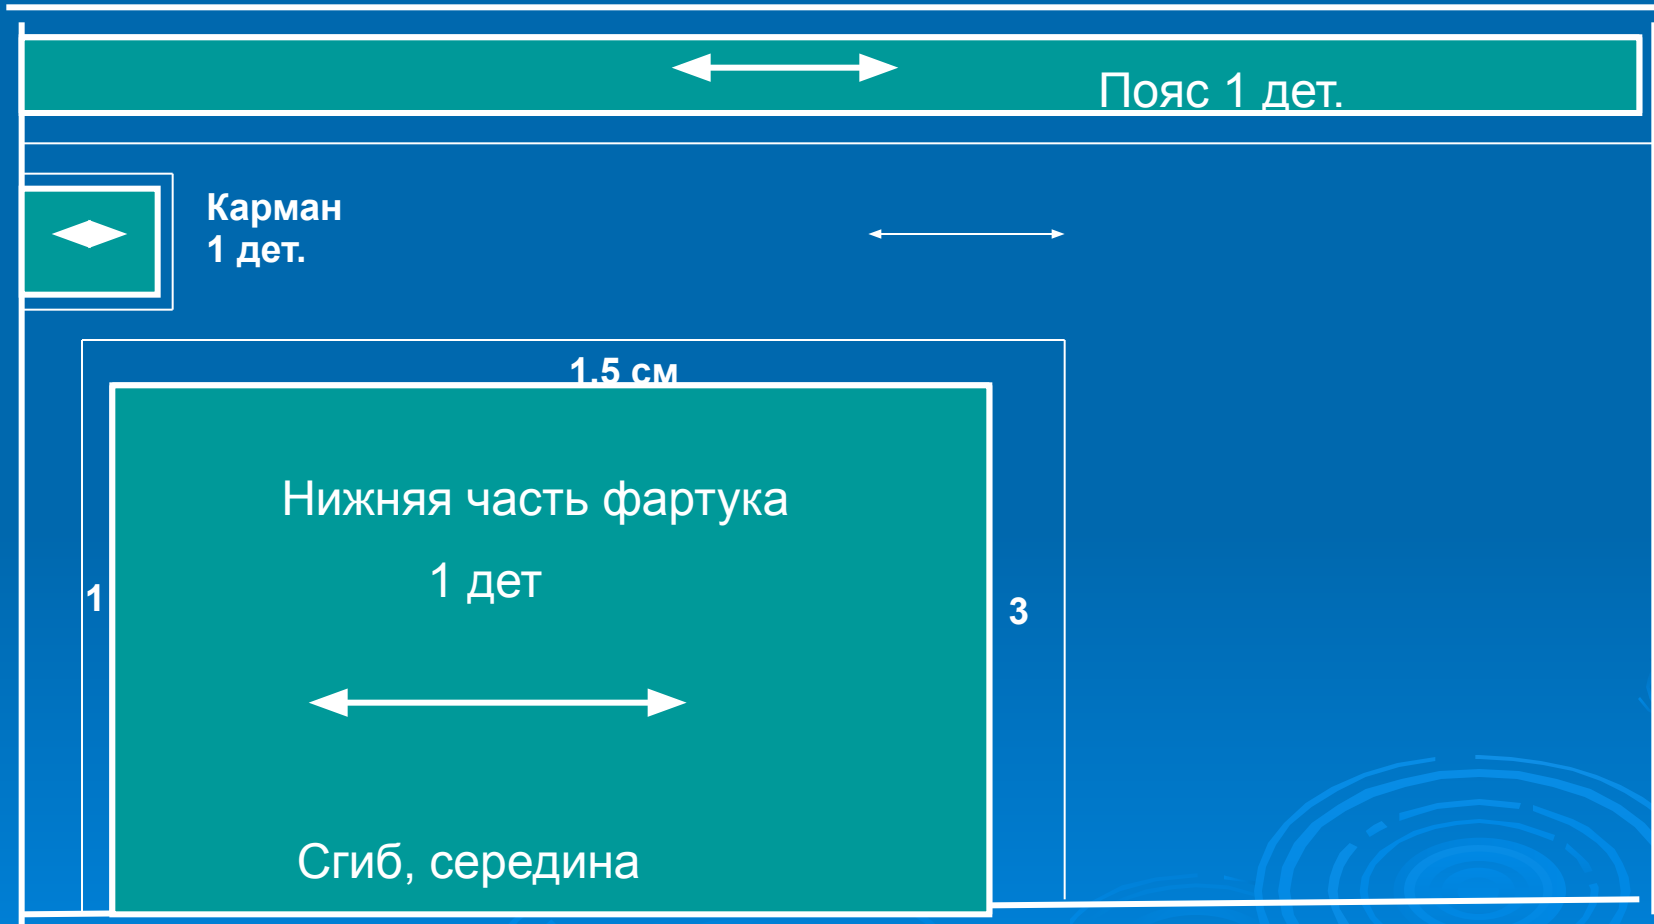 Пояс 1 дет.
Карман
1 дет.
1,5 см
Нижняя часть фартука
1 дет
1
3
Сгиб, середина